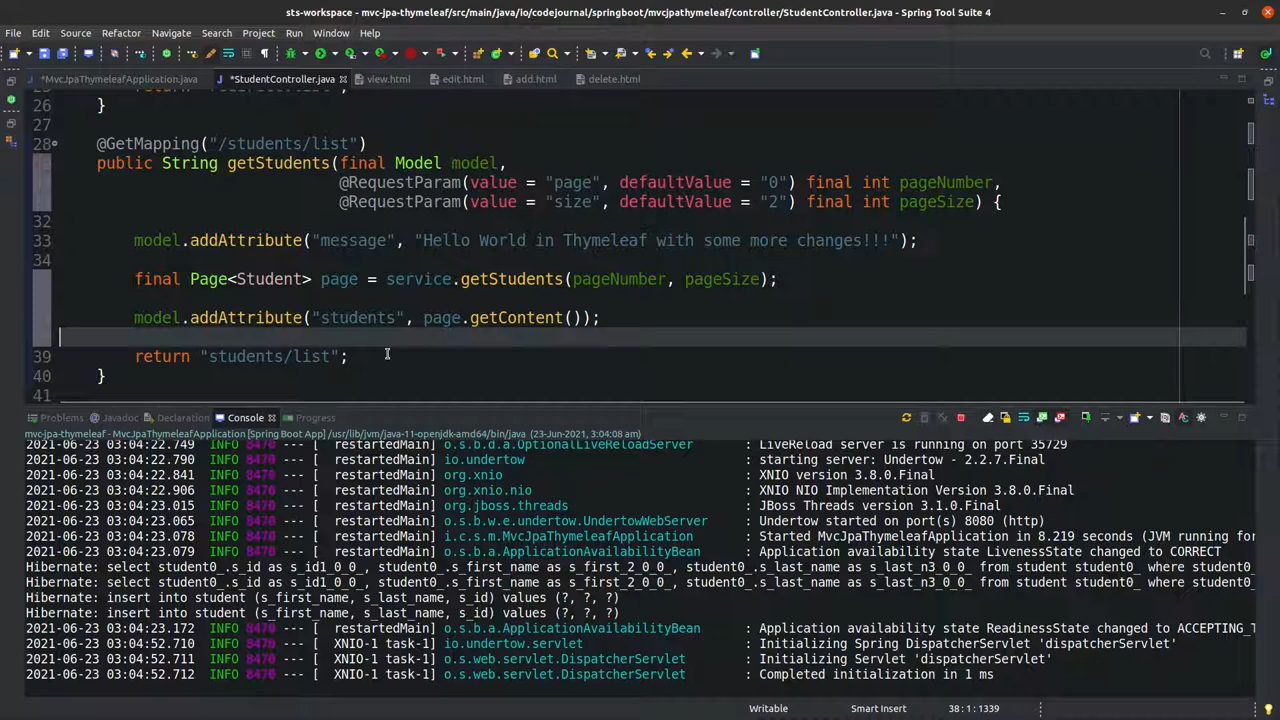 sts-workspace - mvc-jpa-thymeleaf/src/main/java/io/codejournal/springboot/mvcjpathymeleaf/controller/StudentController.java - Spring Tool Suite 4
File Edit Source Refactor Navigate Search Project Run Window Help
*MvcJpaThymeleafApplication.java *StudentController.java view.html edit.html add.html delete.html
26 }
27
28 @GetMapping("/students/list")
public String getStudents(final Model model,
@RequestParam(value = "page", defaultValue = "0") final int pageNumber,
@RequestParam(value = "size", defaultValue = "2") final int pageSize) {
32
33 model.addAttribute("message", "Hello World in Thymeleaf with some more changes!!!");
34
final Page<Student> page = service.getStudents(pageNumber, pageSize);
model.addAttribute("students", page.getContent());
39 return "students/list";
40 }
41
Problems Javadoc Declaration Console Progress
mvc-jpa-thymeleaf - MvcJpaThymeleafApplication [Spring Boot App] /usr/lib/jvm/java-11-openjdk-amd64/bin/java (23-Jun-2021, 3:04:08 am)
2021-06-23 03:04:22.749 INFO 8470 --- [ restartedMain] o.s.b.d.a.OptionalLiveReloadServer : LiveReload server is running on port 35729
2021-06-23 03:04:22.790 INFO 8470 --- [ restartedMain] io.undertow : starting server: Undertow - 2.2.7.Final
2021-06-23 03:04:22.841 INFO 8470 --- [ restartedMain] org.xnio : XNIO version 3.8.0.Final
2021-06-23 03:04:22.906 INFO 8470 --- [ restartedMain] org.xnio.nio : XNIO NIO Implementation Version 3.8.0.Final
2021-06-23 03:04:23.015 INFO 8470 --- [ restartedMain] org.jboss.threads : JBoss Threads version 3.1.0.Final
2021-06-23 03:04:23.065 INFO 8470 --- [ restartedMain] o.s.b.w.e.undertow.UndertowWebServer : Undertow started on port(s) 8080 (http)
2021-06-23 03:04:23.078 INFO 8470 --- [ restartedMain] i.c.s.m.MvcJpaThymeleafApplication : Started MvcJpaThymeleafApplication in 8.219 seconds (JVM running for
2021-06-23 03:04:23.079 INFO 8470 --- [ restartedMain] o.s.b.a.ApplicationAvailabilityBean : Application availability state LivenessState changed to CORRECT
Hibernate: select student0_.s_id as s_id1_0_0_, student0_.s_first_name as s_first_2_0_0_, student0_.s_last_name as s_last_n3_0_0_ from student student0_ where student0_
Hibernate: select student0_.s_id as s_id1_0_0_, student0_.s_first_name as s_first_2_0_0_, student0_.s_last_name as s_last_n3_0_0_ from student student0_ where student0_
Hibernate: insert into student (s_first_name, s_last_name, s_id) values (?, ?, ?)
Hibernate: insert into student (s_first_name, s_last_name, s_id) values (?, ?, ?)
2021-06-23 03:04:23.172 INFO 8470 --- [ restartedMain] o.s.b.a.ApplicationAvailabilityBean : Application availability state ReadinessState changed to ACCEPTING_T
2021-06-23 03:04:52.710 INFO 8470 --- [ XNIO-1 task-1] io.undertow.servlet : Initializing Spring DispatcherServlet 'dispatcherServlet'
2021-06-23 03:04:52.711 INFO 8470 --- [ XNIO-1 task-1] o.s.web.servlet.DispatcherServlet : Initializing Servlet 'dispatcherServlet'
2021-06-23 03:04:52.712 INFO 8470 --- [ XNIO-1 task-1] o.s.web.servlet.DispatcherServlet : Completed initialization in 1 ms
Writable Smart Insert 38 : 1 : 1339